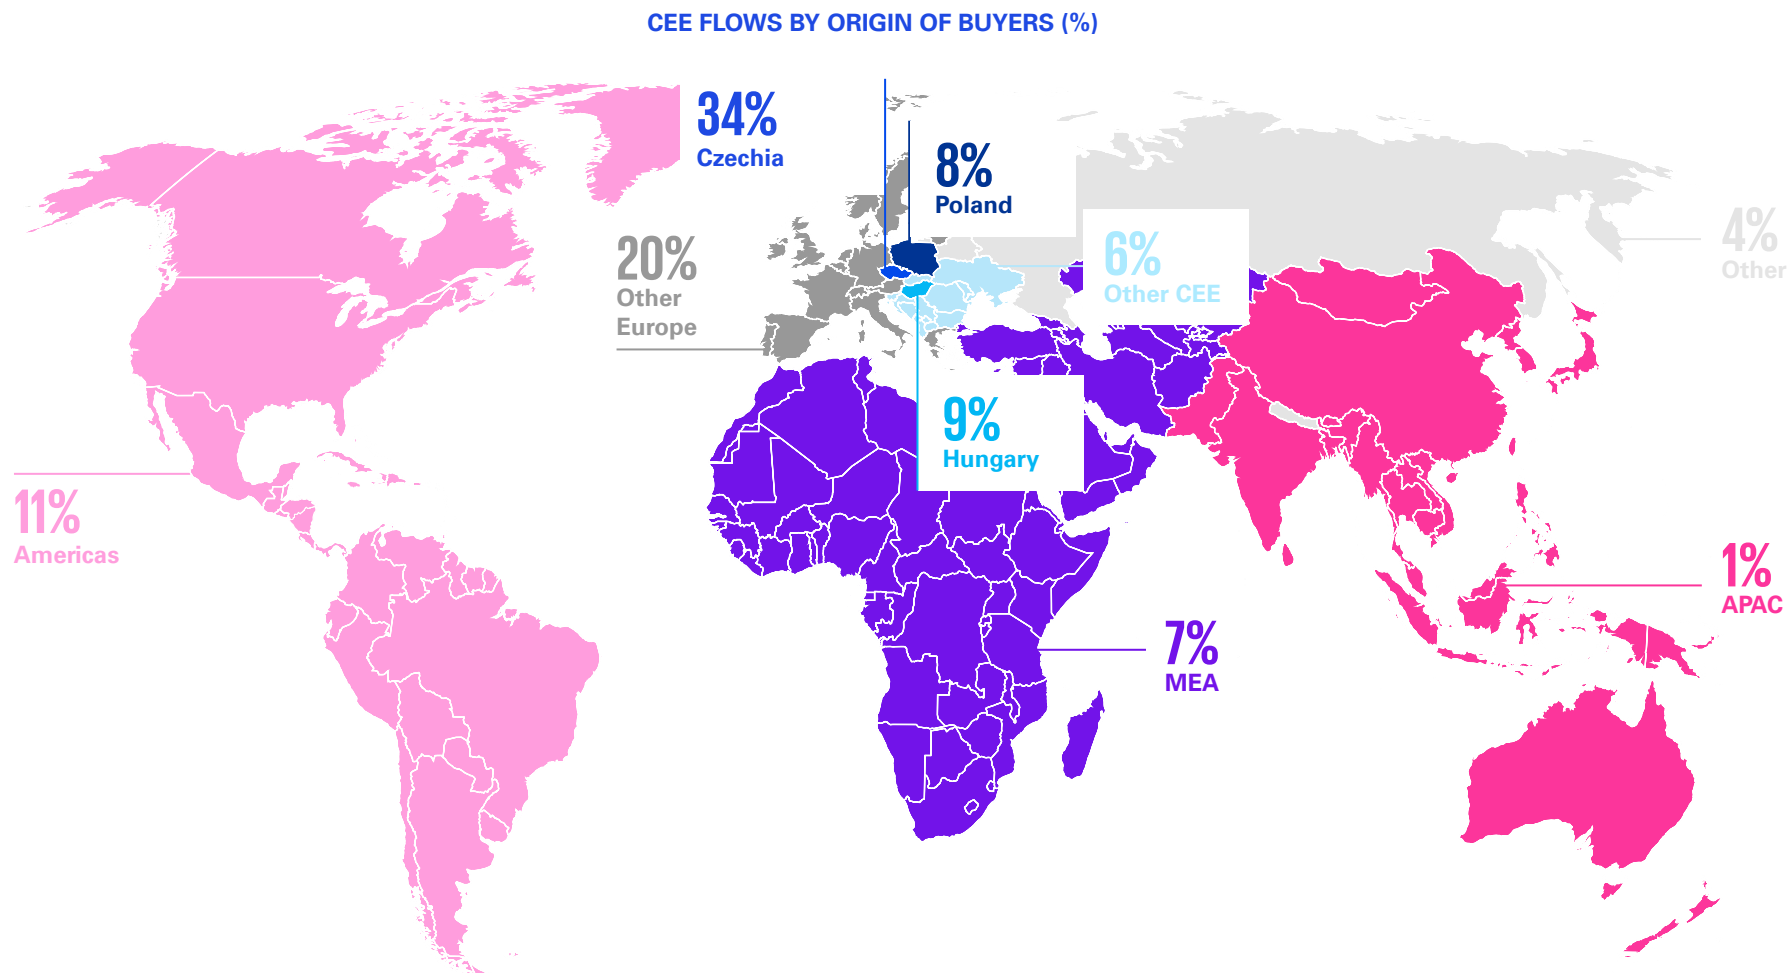 CEE FLOWS BY ORIGIN OF BUYERS (%)
34%
Czechia
8%
Poland
20%
Other
Europe
6%
Other CEE
4%
Other
9%
Hungary
11%
Americas
1%
APAC
7%
MEA